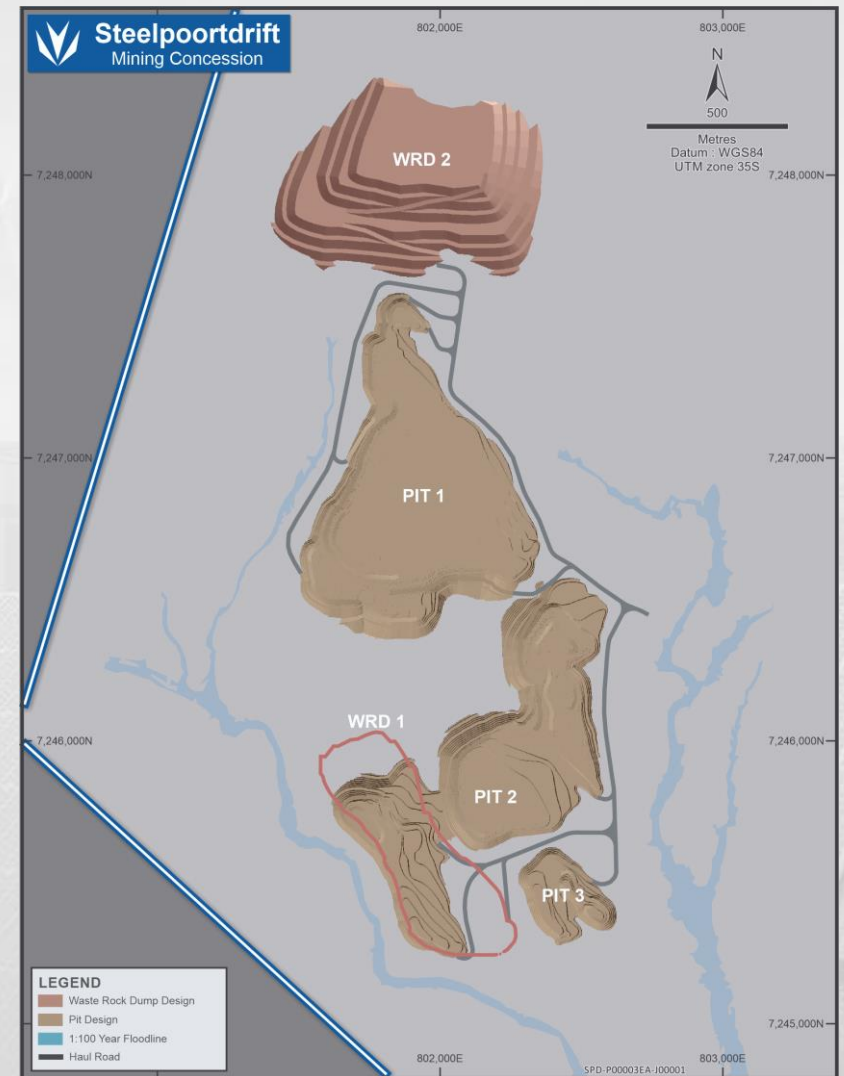 Steelpoortdrift
Mining Concession
802,000E
803,000E
N
500
Metres
Datum : WGS84
UTM zone 35S
7,248,000N
7,248,000N
WRD 2
7,247,000N
7,247,000N
PIT 1
WRD 1
7,246,000N
7,246,000N
PIT 2
PIT 3
LEGEND
Waste Rock Dump Design
Pit Design
1:100 Year Floodline
Haul Road
7,245,000N
802,000E
803,000E
SPD-P00003EA-J00001